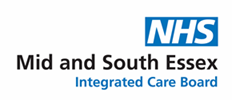 NHS
Mid and South Essex
Integrated Care Board